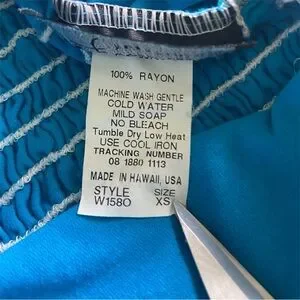 100% RAYON
MACHINE WASH GENTLE
COLD WATER
MILD SOAP
NO BLEACH
Tumble Dry Low Heat
USE COOL IRON
TRACKING NUMBER
08 1880 1113
MADE IN HAWAII, USA
STYLE SIZE
W1580 XS